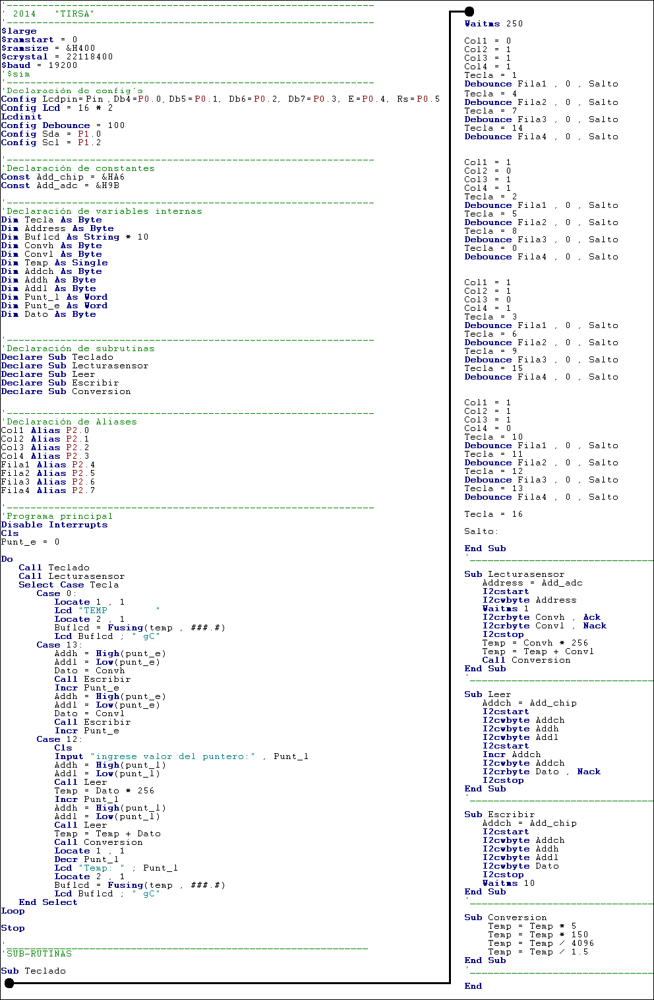 '______________________________________________________________
' 2014   "TIRSA"
'______________________________________________________________
$large
$ramstart = 0
$ramsize = &H400
$crystal = 22118400
$baud = 19200
'$sim
'______________________________________________________________
'Declaración de config´s
Config Lcdpin=Pin ,Db4=P0.0,Db5=P0.1, Db6=P0.2, Db7=P0.3, E=P0.4, Rs=P0.5
Config Lcd = 16 * 2
Lcdinit
Config Debounce = 100
Config Sda = P1.0
Config Scl = P1.2
'______________________________________________________________
'Declaración de constantes
Const Add_chip = &HA6
Const Add_adc = &H9B
'______________________________________________________________
'Declaración de variables internas
Dim Tecla As Byte
Dim Address As Byte
Dim Buflcd As String * 10
Dim Convh As Byte
Dim Convl As Byte
Dim Temp As Single
Dim Addch As Byte
Dim Addh As Byte
Dim Addl As Byte
Dim Punt_l As Word
Dim Punt_e As Word
Dim Dato As Byte
'______________________________________________________________
'Declaración de subrutinas
Declare Sub Teclado
Declare Sub Lecturasensor
Declare Sub Leer
Declare Sub Escribir
Declare Sub Conversion
'______________________________________________________________
'Declaración de Aliases
Col1 Alias P2.0
Col2 Alias P2.1
Col3 Alias P2.2
Col4 Alias P2.3
Fila1 Alias P2.4
Fila2 Alias P2.5
Fila3 Alias P2.6
Fila4 Alias P2.7
'______________________________________________________________
'Programa principal
Disable Interrupts
Cls
Punt_e = 0
Do
   Call Teclado
   Call Lecturasensor
   Select Case Tecla
      Case 0:
         Locate 1 , 1
         Lcd "TEMP        "
         Locate 2 , 1
         Buflcd = Fusing(temp , ###.#)
         Lcd Buflcd ; " gC"
      Case 13:
         Addh = High(punt_e)
         Addl = Low(punt_e)
         Dato = Convh
         Call Escribir
         Incr Punt_e
         Addh = High(punt_e)
         Addl = Low(punt_e)
         Dato = Convl
         Call Escribir
         Incr Punt_e
      Case 12:
         Cls
         Input "ingrese valor del puntero:" , Punt_l
         Addh = High(punt_l)
         Addl = Low(punt_l)
         Call Leer
         Temp = Dato * 256
         Incr Punt_l
         Addh = High(punt_l)
         Addl = Low(punt_l)
         Call Leer
         Temp = Temp + Dato
         Call Conversion
         Locate 1 , 1
         Decr Punt_l
         Lcd "Temp: " ; Punt_l
         Locate 2 , 1
         Buflcd = Fusing(temp , ###.#)
         Lcd Buflcd ; " gC"
   End Select
Loop
Stop
'_____________________________________________________________
'SUB-RUTINAS
Sub Teclado
Waitms 250
Col1 = 0
Col2 = 1
Col3 = 1
Col4 = 1
Tecla = 1
Debounce Fila1 , 0 , Salto
Tecla = 4
Debounce Fila2 , 0 , Salto
Tecla = 7
Debounce Fila3 , 0 , Salto
Tecla = 14
Debounce Fila4 , 0 , Salto
Col1 = 1
Col2 = 0
Col3 = 1
Col4 = 1
Tecla = 2
Debounce Fila1 , 0 , Salto
Tecla = 5
Debounce Fila2 , 0 , Salto
Tecla = 8
Debounce Fila3 , 0 , Salto
Tecla = 0
Debounce Fila4 , 0 , Salto
Col1 = 1
Col2 = 1
Col3 = 0
Col4 = 1
Tecla = 3
Debounce Fila1 , 0 , Salto
Tecla = 6
Debounce Fila2 , 0 , Salto
Tecla = 9
Debounce Fila3 , 0 , Salto
Tecla = 15
Debounce Fila4 , 0 , Salto
Col1 = 1
Col2 = 1
Col3 = 1
Col4 = 0
Tecla = 10
Debounce Fila1 , 0 , Salto
Tecla = 11
Debounce Fila2 , 0 , Salto
Tecla = 12
Debounce Fila3 , 0 , Salto
Tecla = 13
Debounce Fila4 , 0 , Salto
Tecla = 16
Salto:
End Sub
'_______________________________
Sub Lecturasensor
   Address = Add_adc
   I2cstart
   I2cwbyte Address
   Waitms 1
   I2crbyte Convh , Ack
   I2crbyte Convl , Nack
   I2cstop
   Temp = Convh * 256
   Temp = Temp + Convl
   Call Conversion
End Sub
'_______________________________
Sub Leer
   Addch = Add_chip
   I2cstart
   I2cwbyte Addch
   I2cwbyte Addh
   I2cwbyte Addl
   I2cstart
   Incr Addch
   I2cwbyte Addch
   I2crbyte Dato , Nack
   I2cstop
End Sub
'_______________________________
Sub Escribir
   Addch = Add_chip
   I2cstart
   I2cwbyte Addch
   I2cwbyte Addh
   I2cwbyte Addl
   I2cwbyte Dato
   I2cstop
   Waitms 10
End Sub
'_______________________________
Sub Conversion
    Temp = Temp * 5
    Temp = Temp * 150
    Temp = Temp / 4096
    Temp = Temp / 1.5
End Sub
'_______________________________
End